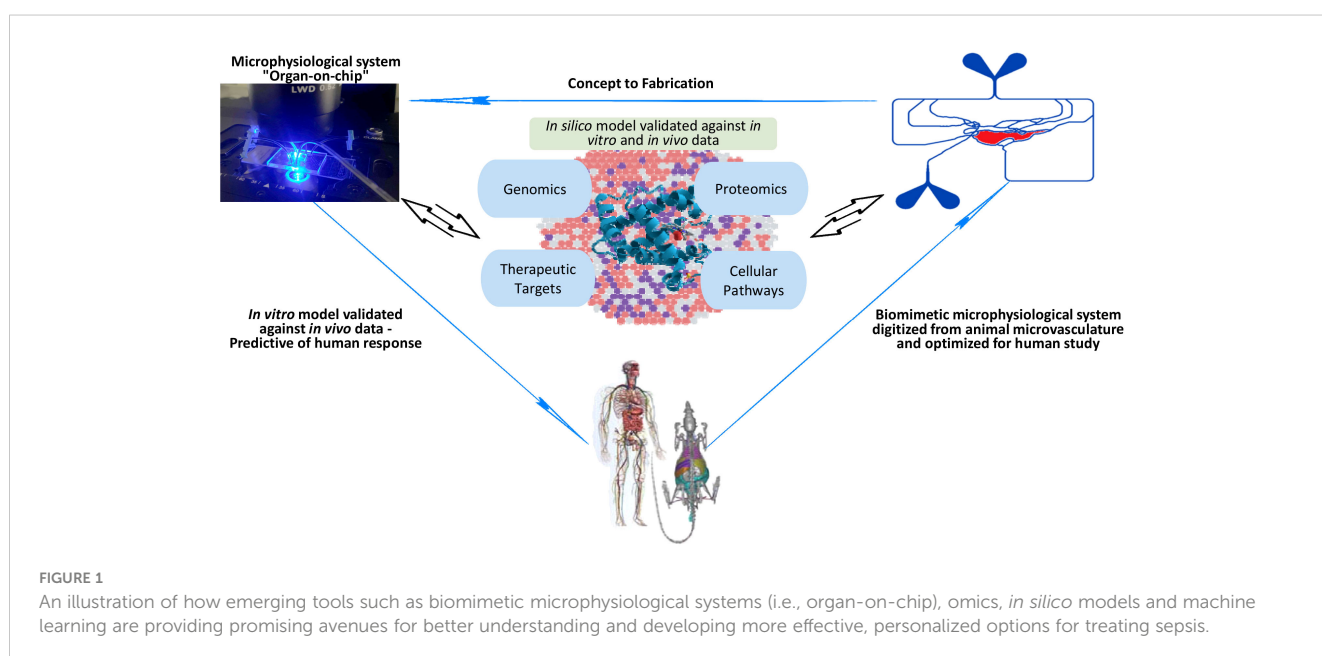 Microphysiological system
"Organ-on-chip"
LWD 0.52
Concept to Fabrication
In silico model validated against in
vitro and in vivo data
Genomics
Proteomics
Therapeutic
Targets
Cellular
Pathways
In vitro model validated
against in vivo data -
Predictive of human response
Biomimetic microphysiological system
digitized from animal microvasculature
and optimized for human study
FIGURE 1
An illustration of how emerging tools such as biomimetic microphysiological systems (i.e., organ-on-chip), omics, in silico models and machine
learning are providing promising avenues for better understanding and developing more effective, personalized options for treating sepsis.